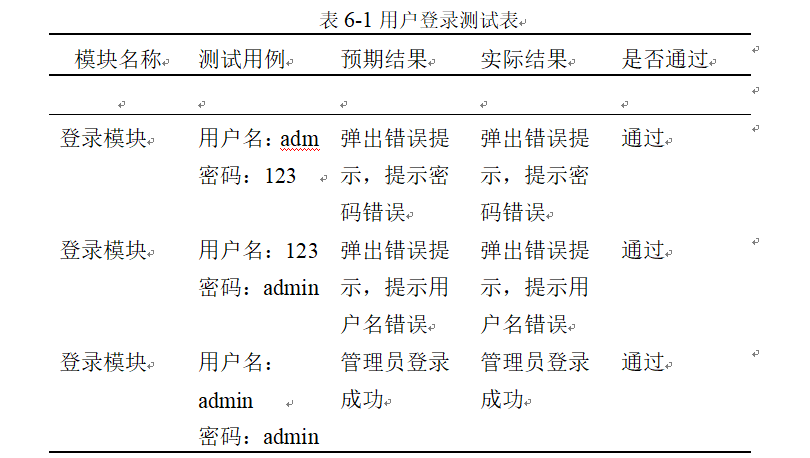 表 6-1 用户登录测试表
模块名称 测试用例 预期结果 实际结果 是否通过
登录模块 用户名：adm 弹出错误提 弹出错误提 通过
密码：123 示，提示密 示，提示密
码错误 码错误
登录模块 用户名：123 弹出错误提 弹出错误提 通过
密码：admin 示，提示用 示，提示用
户名错误 户名错误
登录模块 用户名： 管理员登录 管理员登录 通过
admin 成功 成功
密码：admin